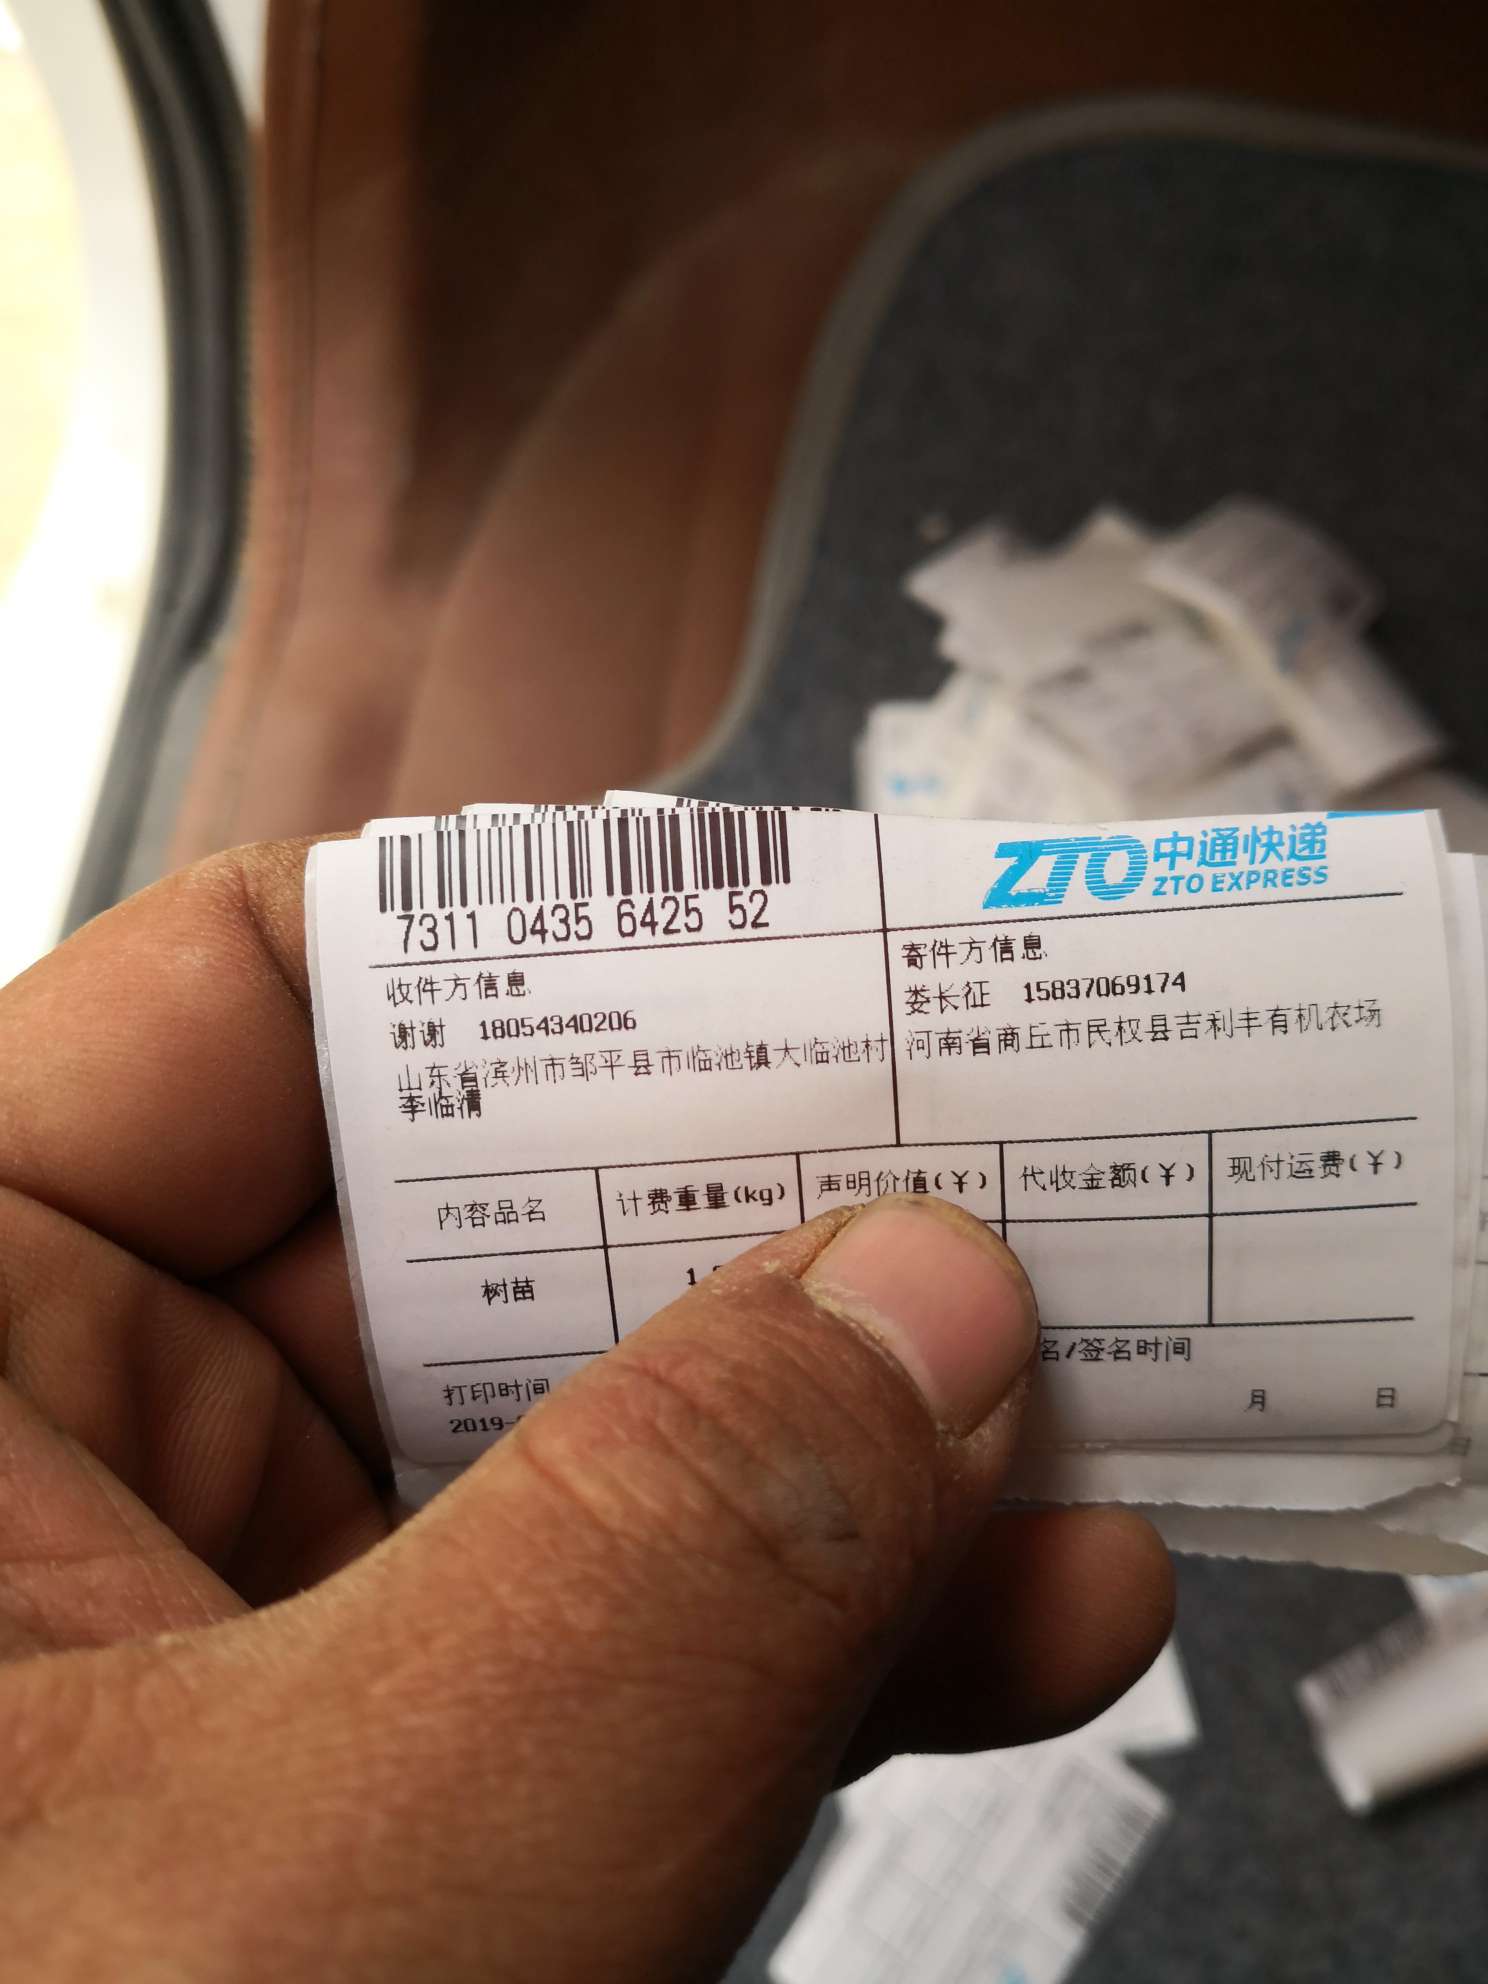 7311 0435 6425 52
ZTO 中通快递
ZTO EXPRESS
收件方信息
谢谢 18054340206
山东省滨州市邹平县市临池镇大临池村
李临清
寄件方信息
娄长征 15837069174
河南省商丘市民权县吉利丰有机农场
内容品名 计费重量(kg) 声明价值(¥) 代收金额(¥) 现付运费(¥)
树苗
打印时间 名/签名时间
2019- 月 日